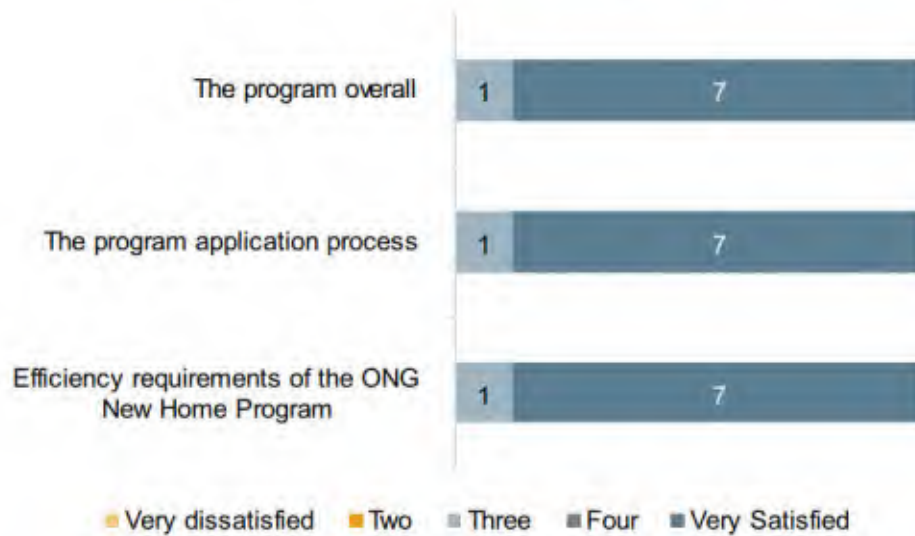 The program overall
1 7
The program application process
1 7
Efficiency requirements of the ONG
New Home Program
1 7
Very dissatisfied Two Three Four Very Satisfied